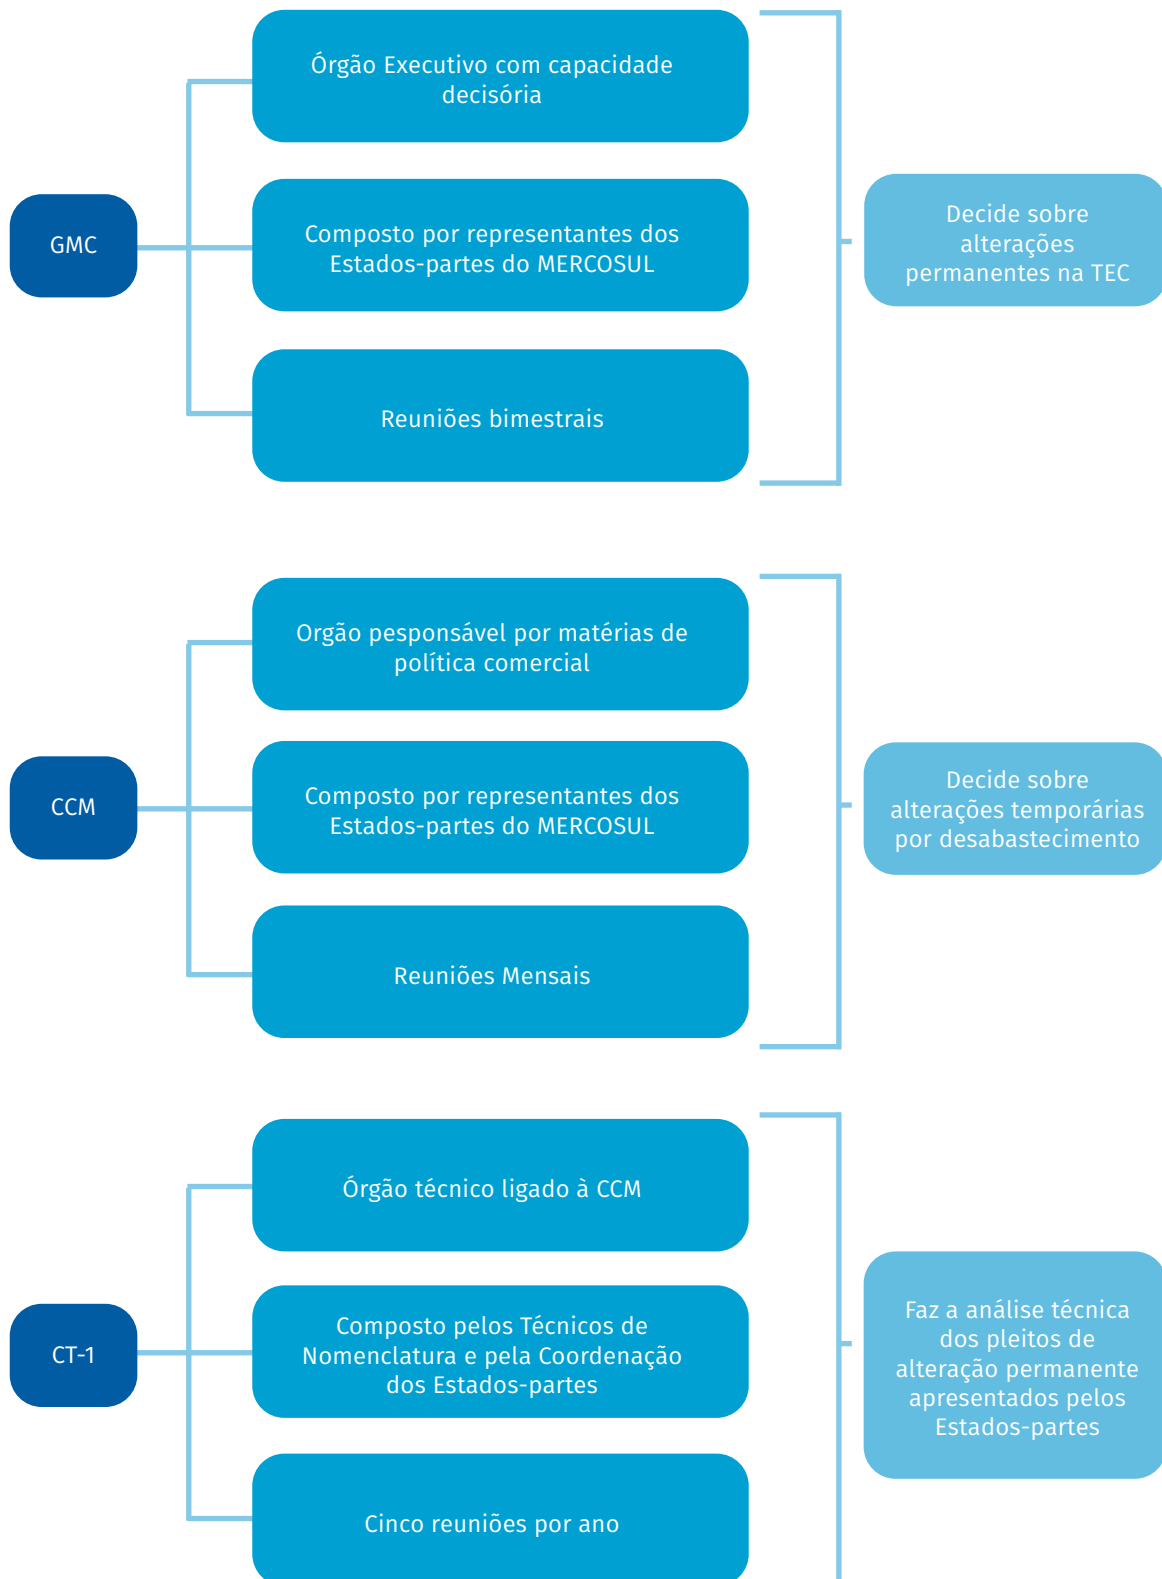 GMC
Órgão Executivo com capacidade
decisória
Composto por representantes dos
Estados-partes do MERCOSUL
Reuniões bimestrais
Decide sobre
alterações
permanentes na TEC
CCM
Orgão pesponsável por matérias de
política comercial
Composto por representantes dos
Estados-partes do MERCOSUL
Reuniões Mensais
Decide sobre
alterações temporárias
por desabastecimento
CT-1
Órgão técnico ligado à CCM
Composto pelos Técnicos de
Nomenclatura e pela Coordenação
dos Estados-partes
Cinco reuniões por ano
Faz a análise técnica
dos pleitos de
alteração permanente
apresentados pelos
Estados-partes